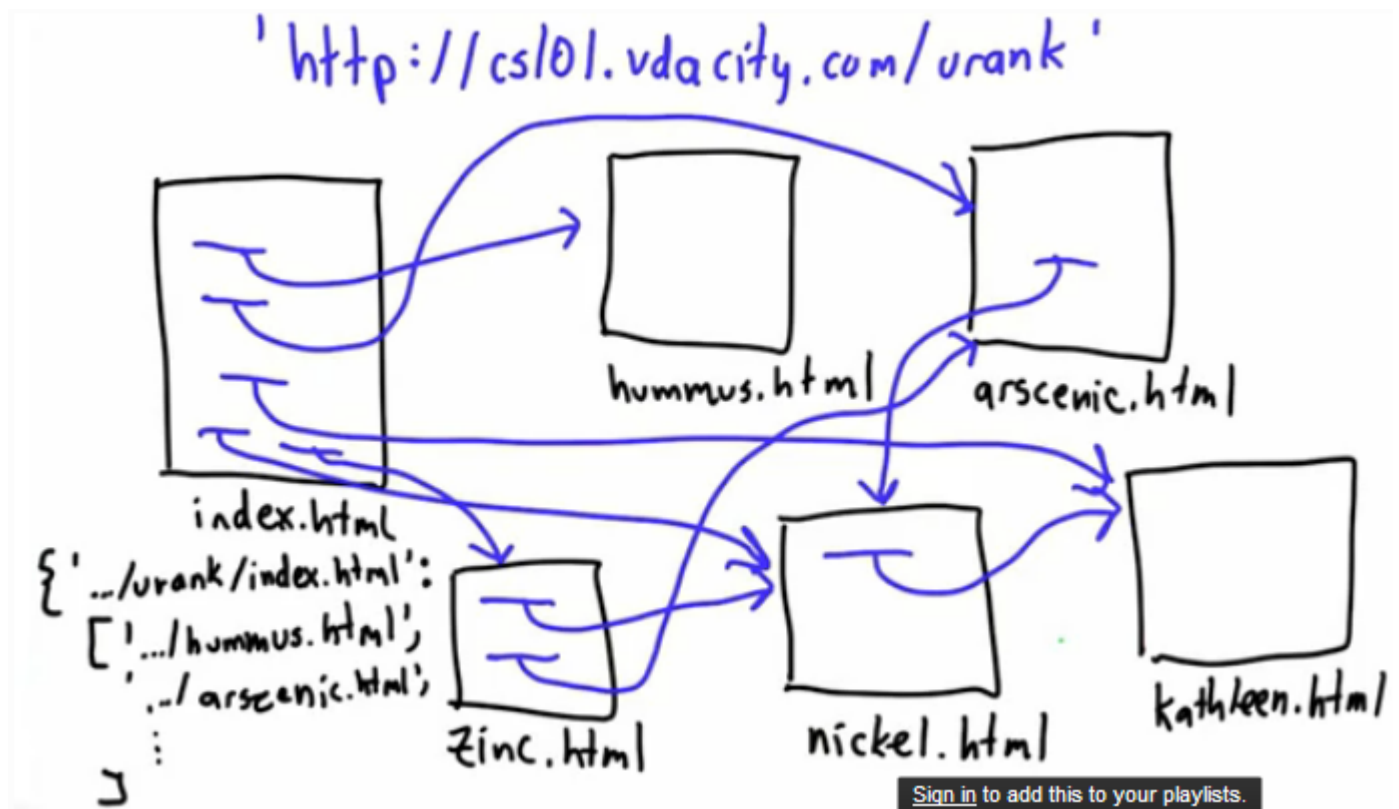 'http://cs101.udacity.com/urank'
hummus.html
arscenic.html
index.html
{'.../urank/index.html':
['.../hummus.html',
'.../arscenic.html',
⋮
]
zinc.html
nickel.html
kathleen.html
Sign in to add this to your playlists.